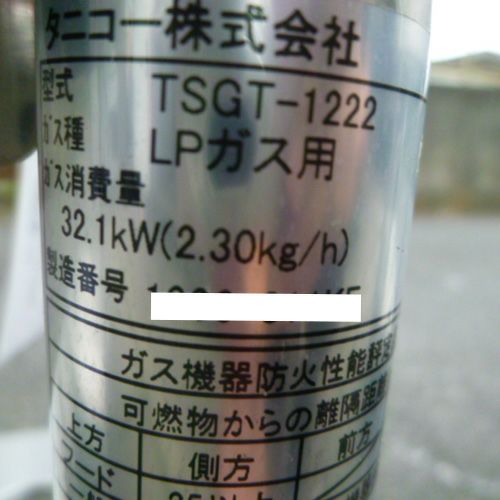 タニコー株式会社
型式 TSGT-1222
ガス種 LPガス用
ガス消費量
32.1kW(2.30kg/h)
製造番号
ガス機器防火性能評定
可燃物からの離隔距離
上方 側方 前方
フード